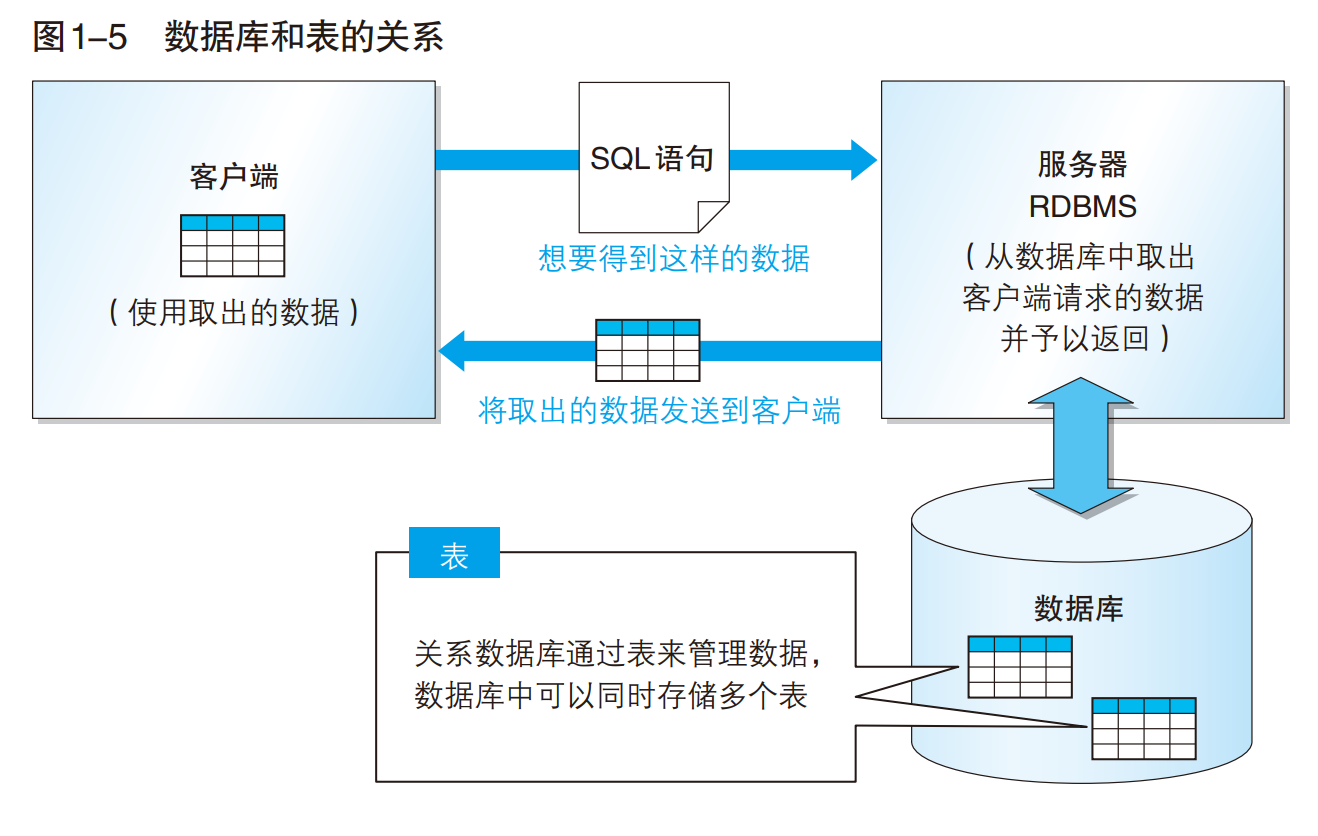 图1–5 数据库和表的关系
客户端
（使用取出的数据）
SQL语句
想要得到这样的数据
将取出的数据发送到客户端
服务器
RDBMS
（从数据库中取出
客户端请求的数据
并予以返回）
表
关系数据库通过表来管理数据，
数据库中可以同时存储多个表
数据库